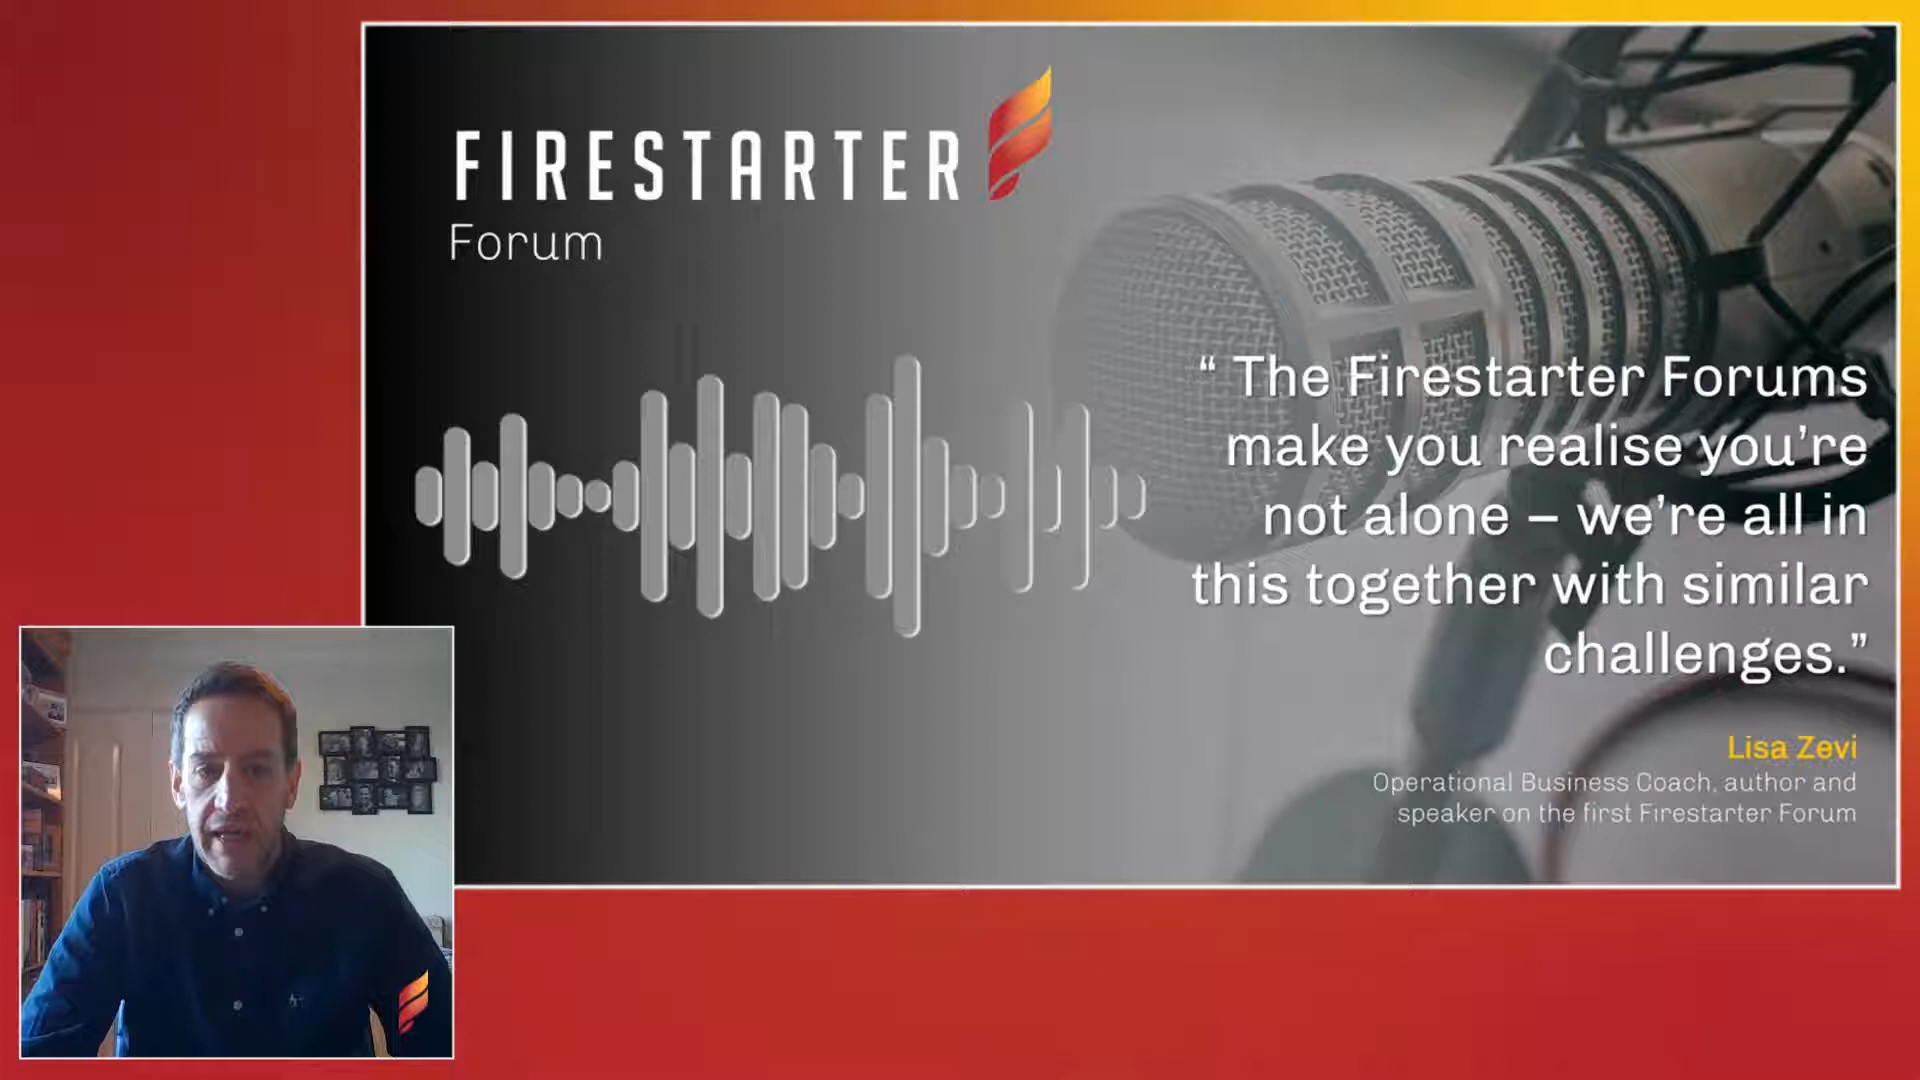 FIRESTARTER
Forum
“ The Firestarter Forums
make you realise you’re
not alone – we’re all in
this together with similar
challenges.”
Lisa Zevi
Operational Business Coach, author and
speaker on the first Firestarter Forum